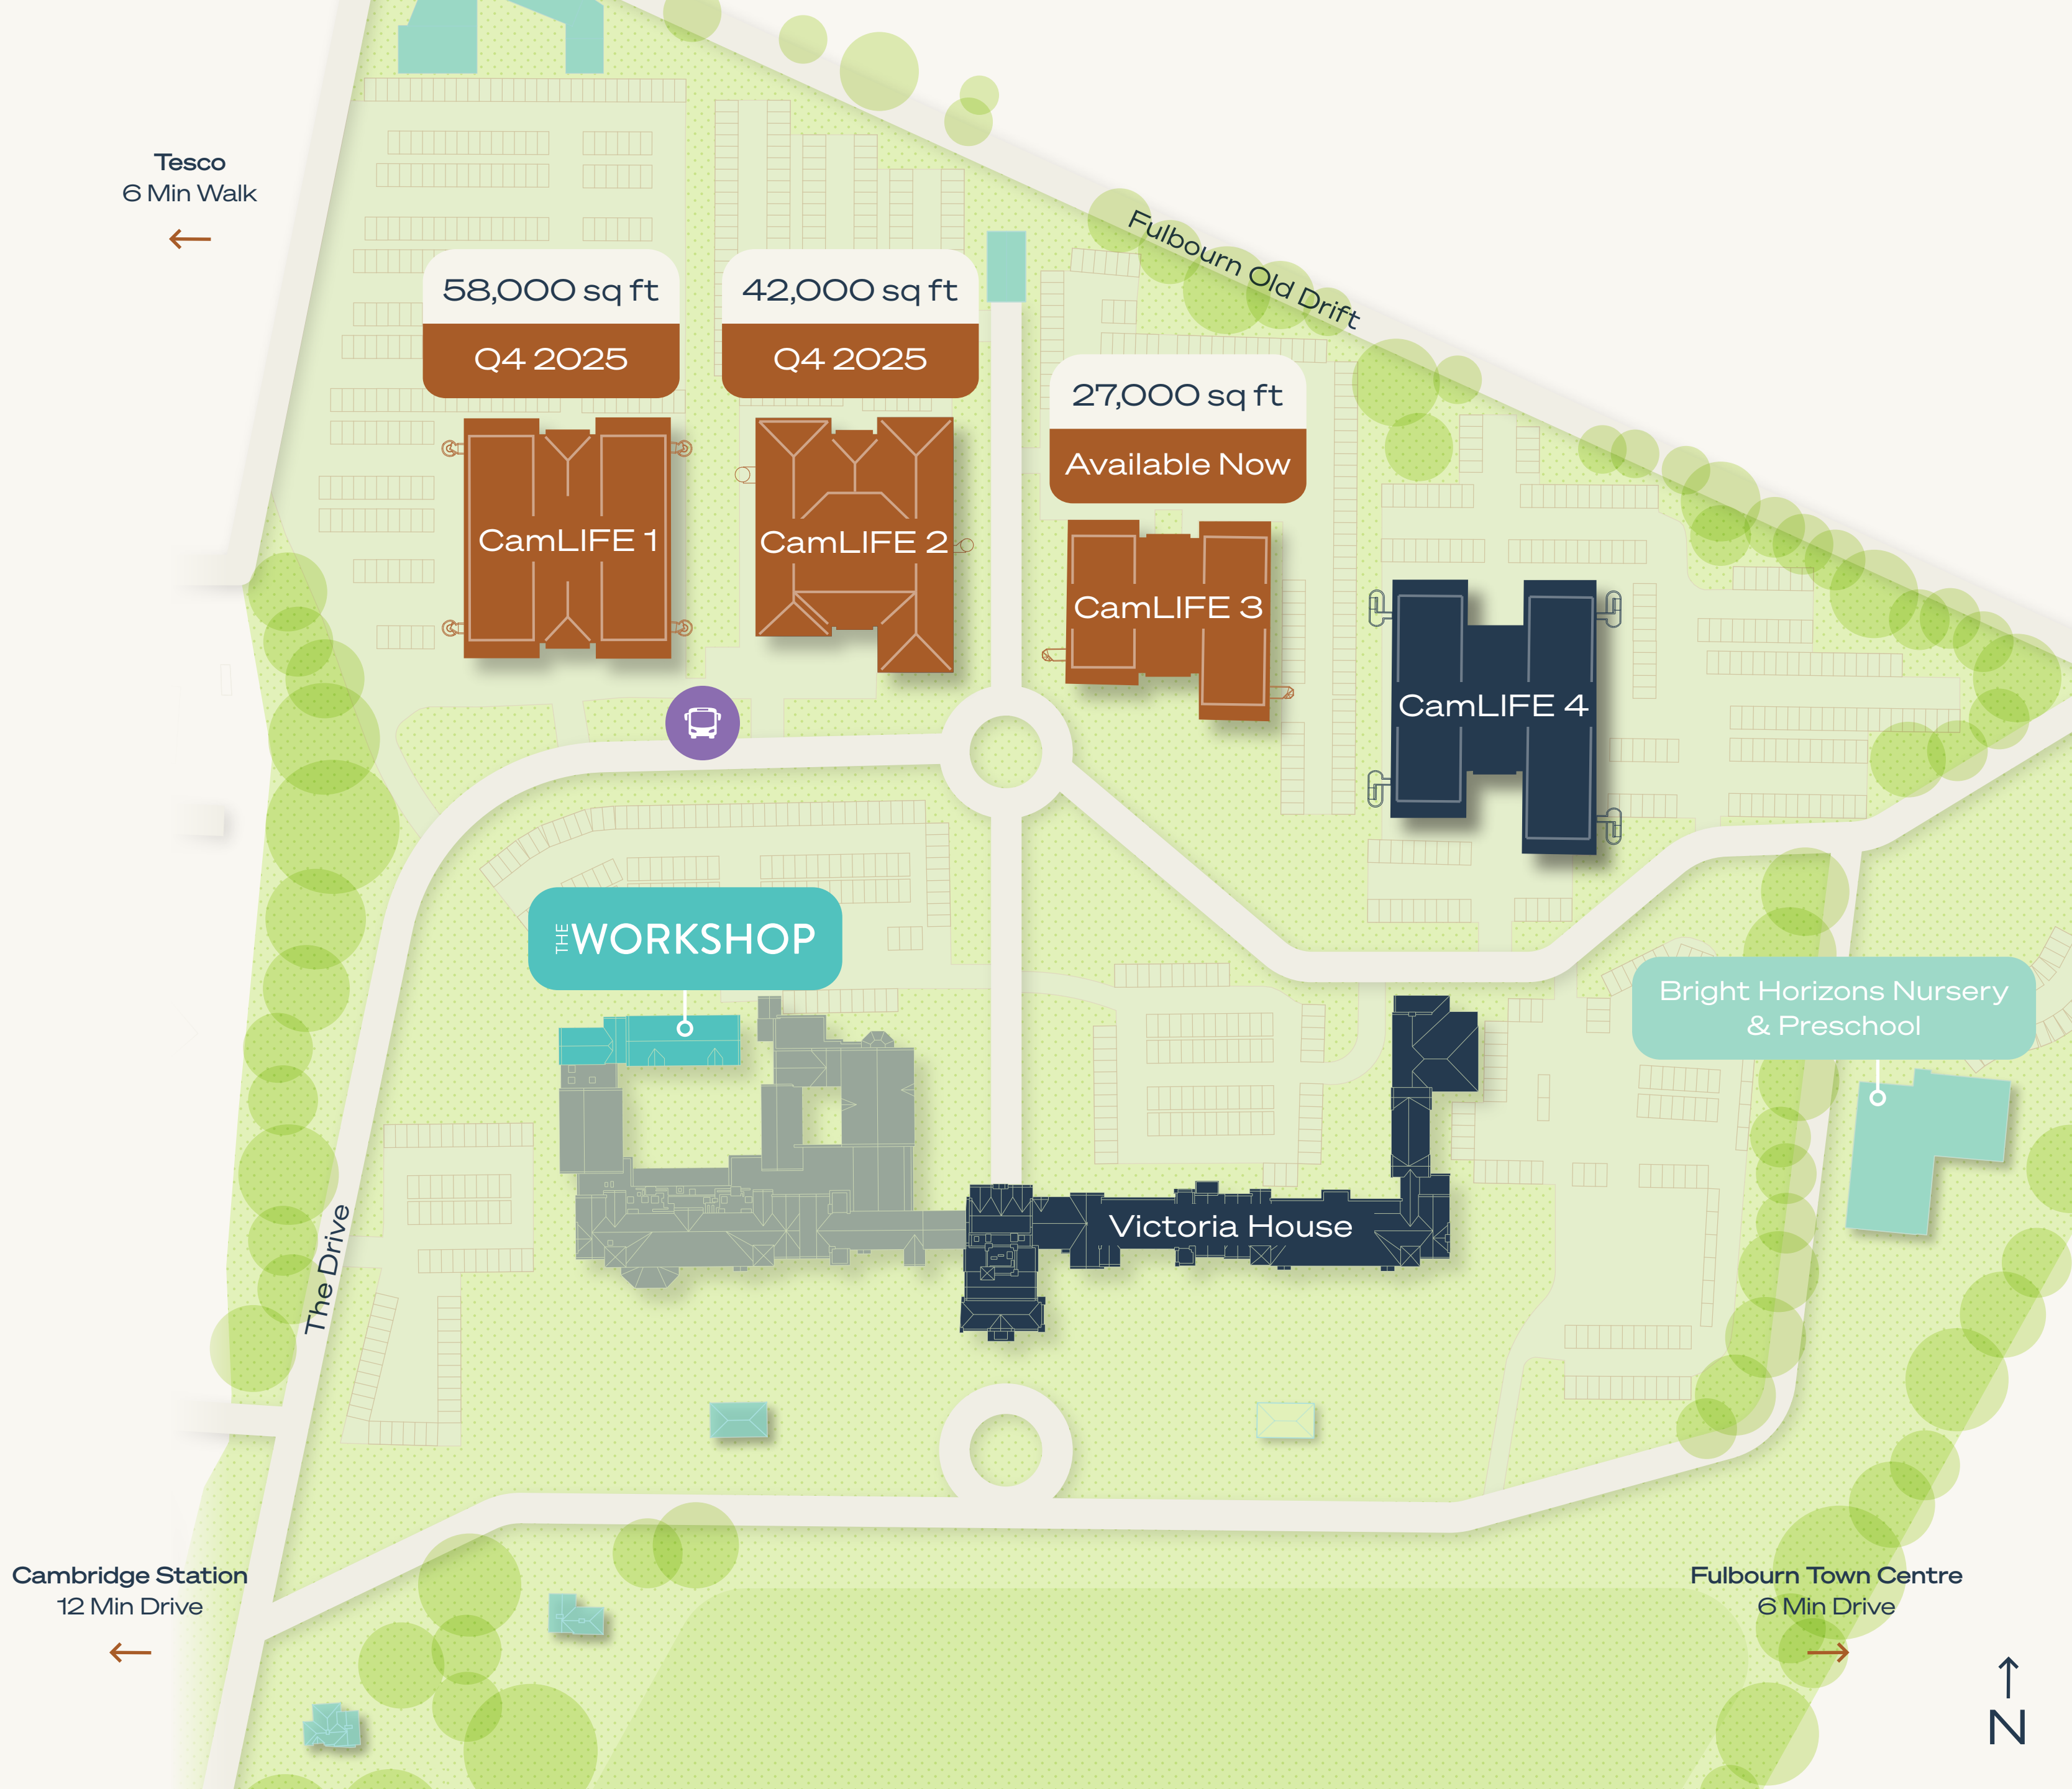 Tesco
6 Min Walk
Fulbourn Old Drift
58,000 sq ft
Q4 2025
42,000 sq ft
Q4 2025
27,000 sq ft
Available Now
CamLIFE 1
CamLIFE 2
CamLIFE 3
CamLIFE 4
THE WORKSHOP
Bright Horizons Nursery
& Preschool
Victoria House
The Drive
Cambridge Station
12 Min Drive
Fulbourn Town Centre
6 Min Drive
N